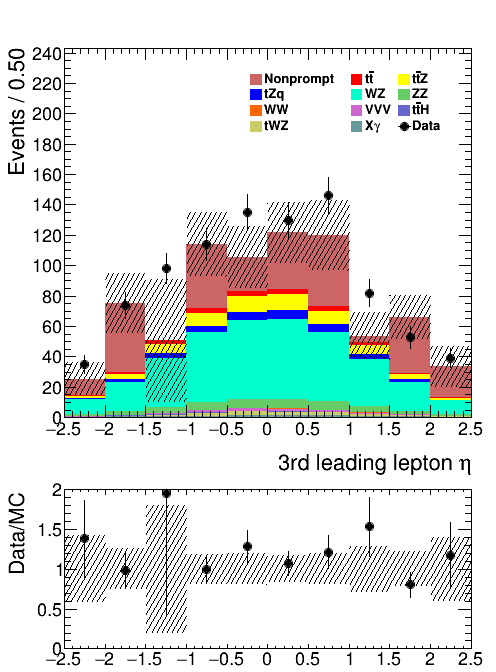 Events / 0.50
240
220
200
180
160
140
120
100
80
60
40
20
0
Nonprompt tt̄ tt̄Z
tZq WZ ZZ
WW VVV tt̄H
tWZ Xγ Data
−2.5 −2 −1.5 −1 −0.5 0 0.5 1 1.5 2 2.5
3rd leading lepton η
Data/MC
2
1.5
1
0.5
0
−2.5 −2 −1.5 −1 −0.5 0 0.5 1 1.5 2 2.5